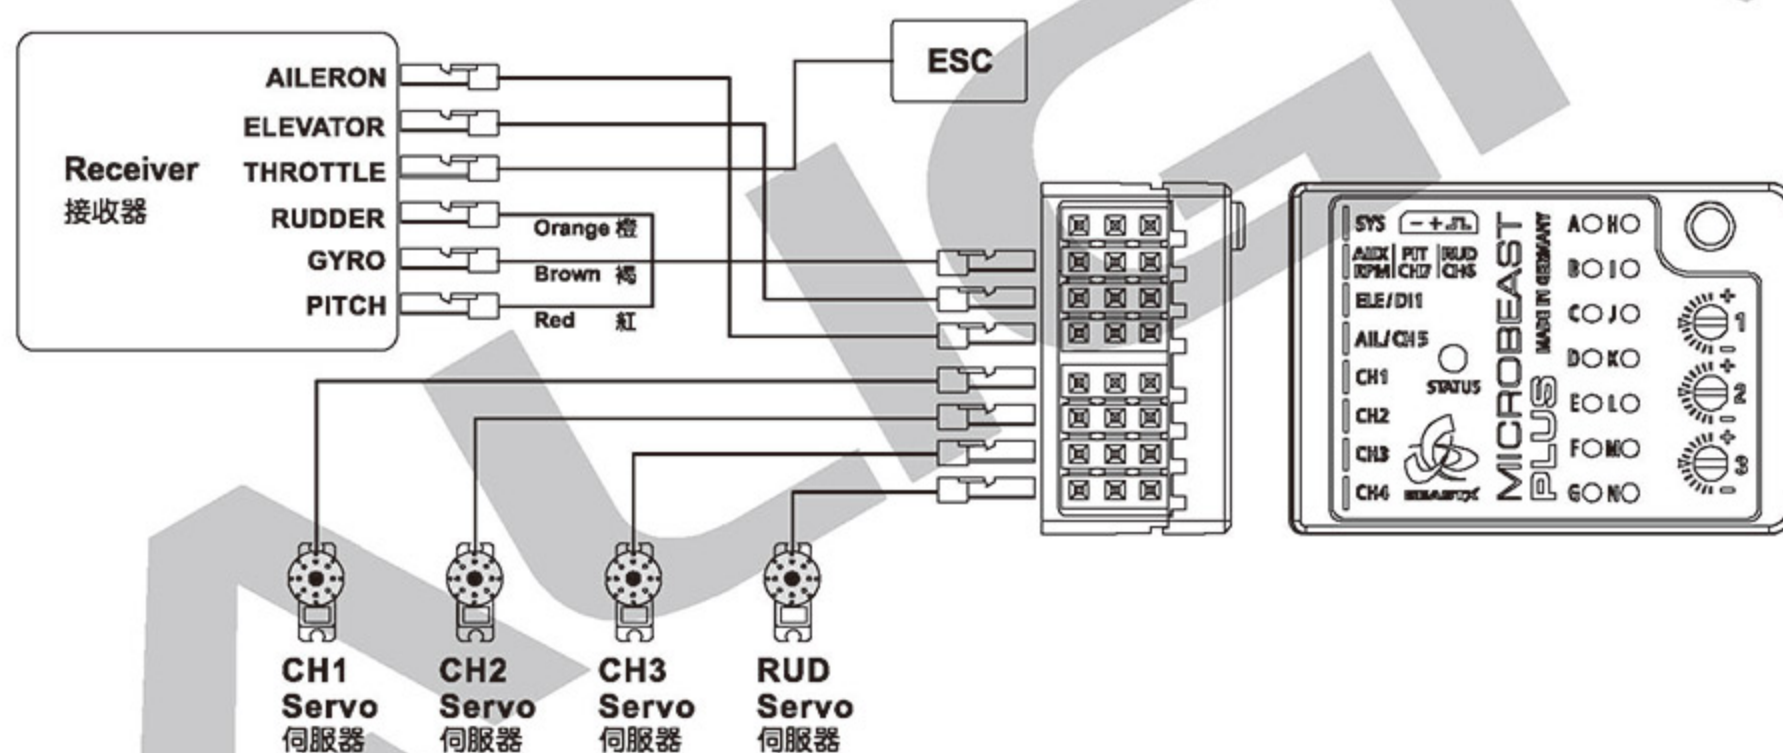 Receiver
接收器
AILERON
ELEVATOR
THROTTLE
RUDDER
GYRO
PITCH
Orange 橙
Brown 褐
Red 紅
ESC
CH1
Servo
伺服器
CH2
Servo
伺服器
CH3
Servo
伺服器
RUD
Servo
伺服器
SYS
AUX | PIT | RUD
RPM | CH7 | CH6
ELE/DI1
AIL/CH5
CH1
CH2
CH3
CH4
STATUS
BEASTX
MICROBEAST
PLUS
MADE IN GERMANY
A H
B I
C J
D K
E L
F M
G N
+ 1 -
+ 2 -
+ 3 -
ALIGN